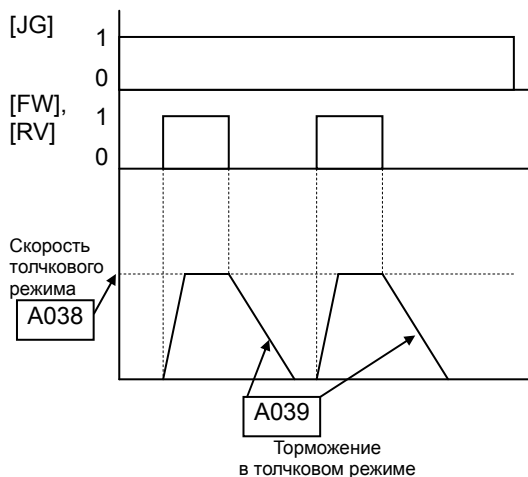 [JG]
1
0
[FW],
[RV]
1
0
Скорость
толчкового
режима
A038
A039
Торможение
в толчковом режиме